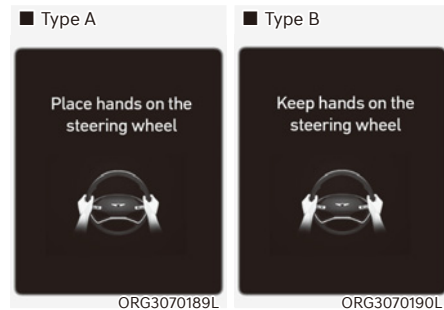 ■ Type A
Place hands on the
steering wheel
ORG3070189L
■ Type B
Keep hands on the
steering wheel
ORG3070190L